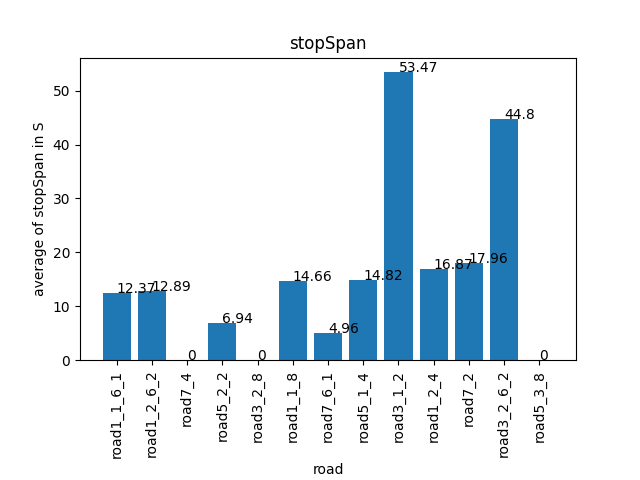 stopSpan
53.47
44.8
12.37
12.89
0
6.94
0
14.66
4.96
14.82
16.87
17.96
0
50
40
30
20
10
0
average of stopSpan in S
road1_1_6_1
road1_2_6_2
road7_4
road5_2_2
road3_2_8
road1_1_8
road7_6_1
road5_1_4
road3_1_2
road1_2_4
road7_2
road3_2_6_2
road5_3_8
road